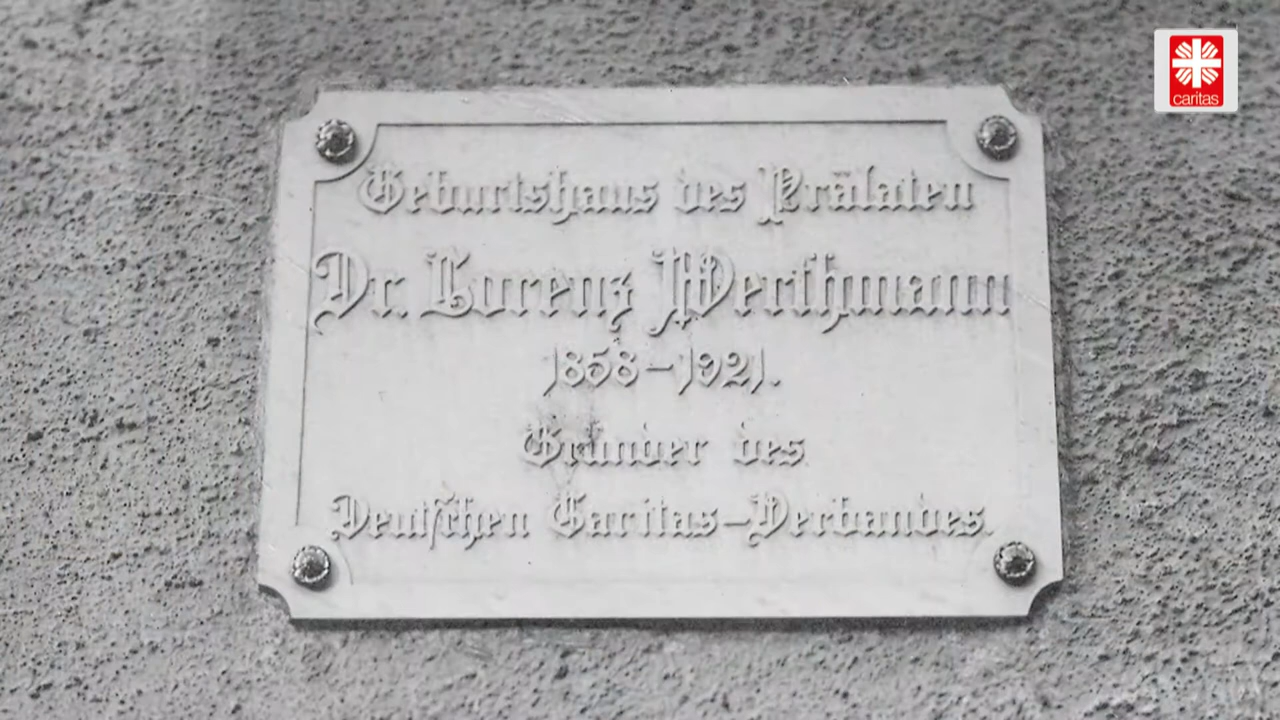 caritas
Geburtshaus des Prälaten
Dr. Lorenz Werthmann
1858–1921.
Gründer des
Deutschen Caritas–Verbandes.